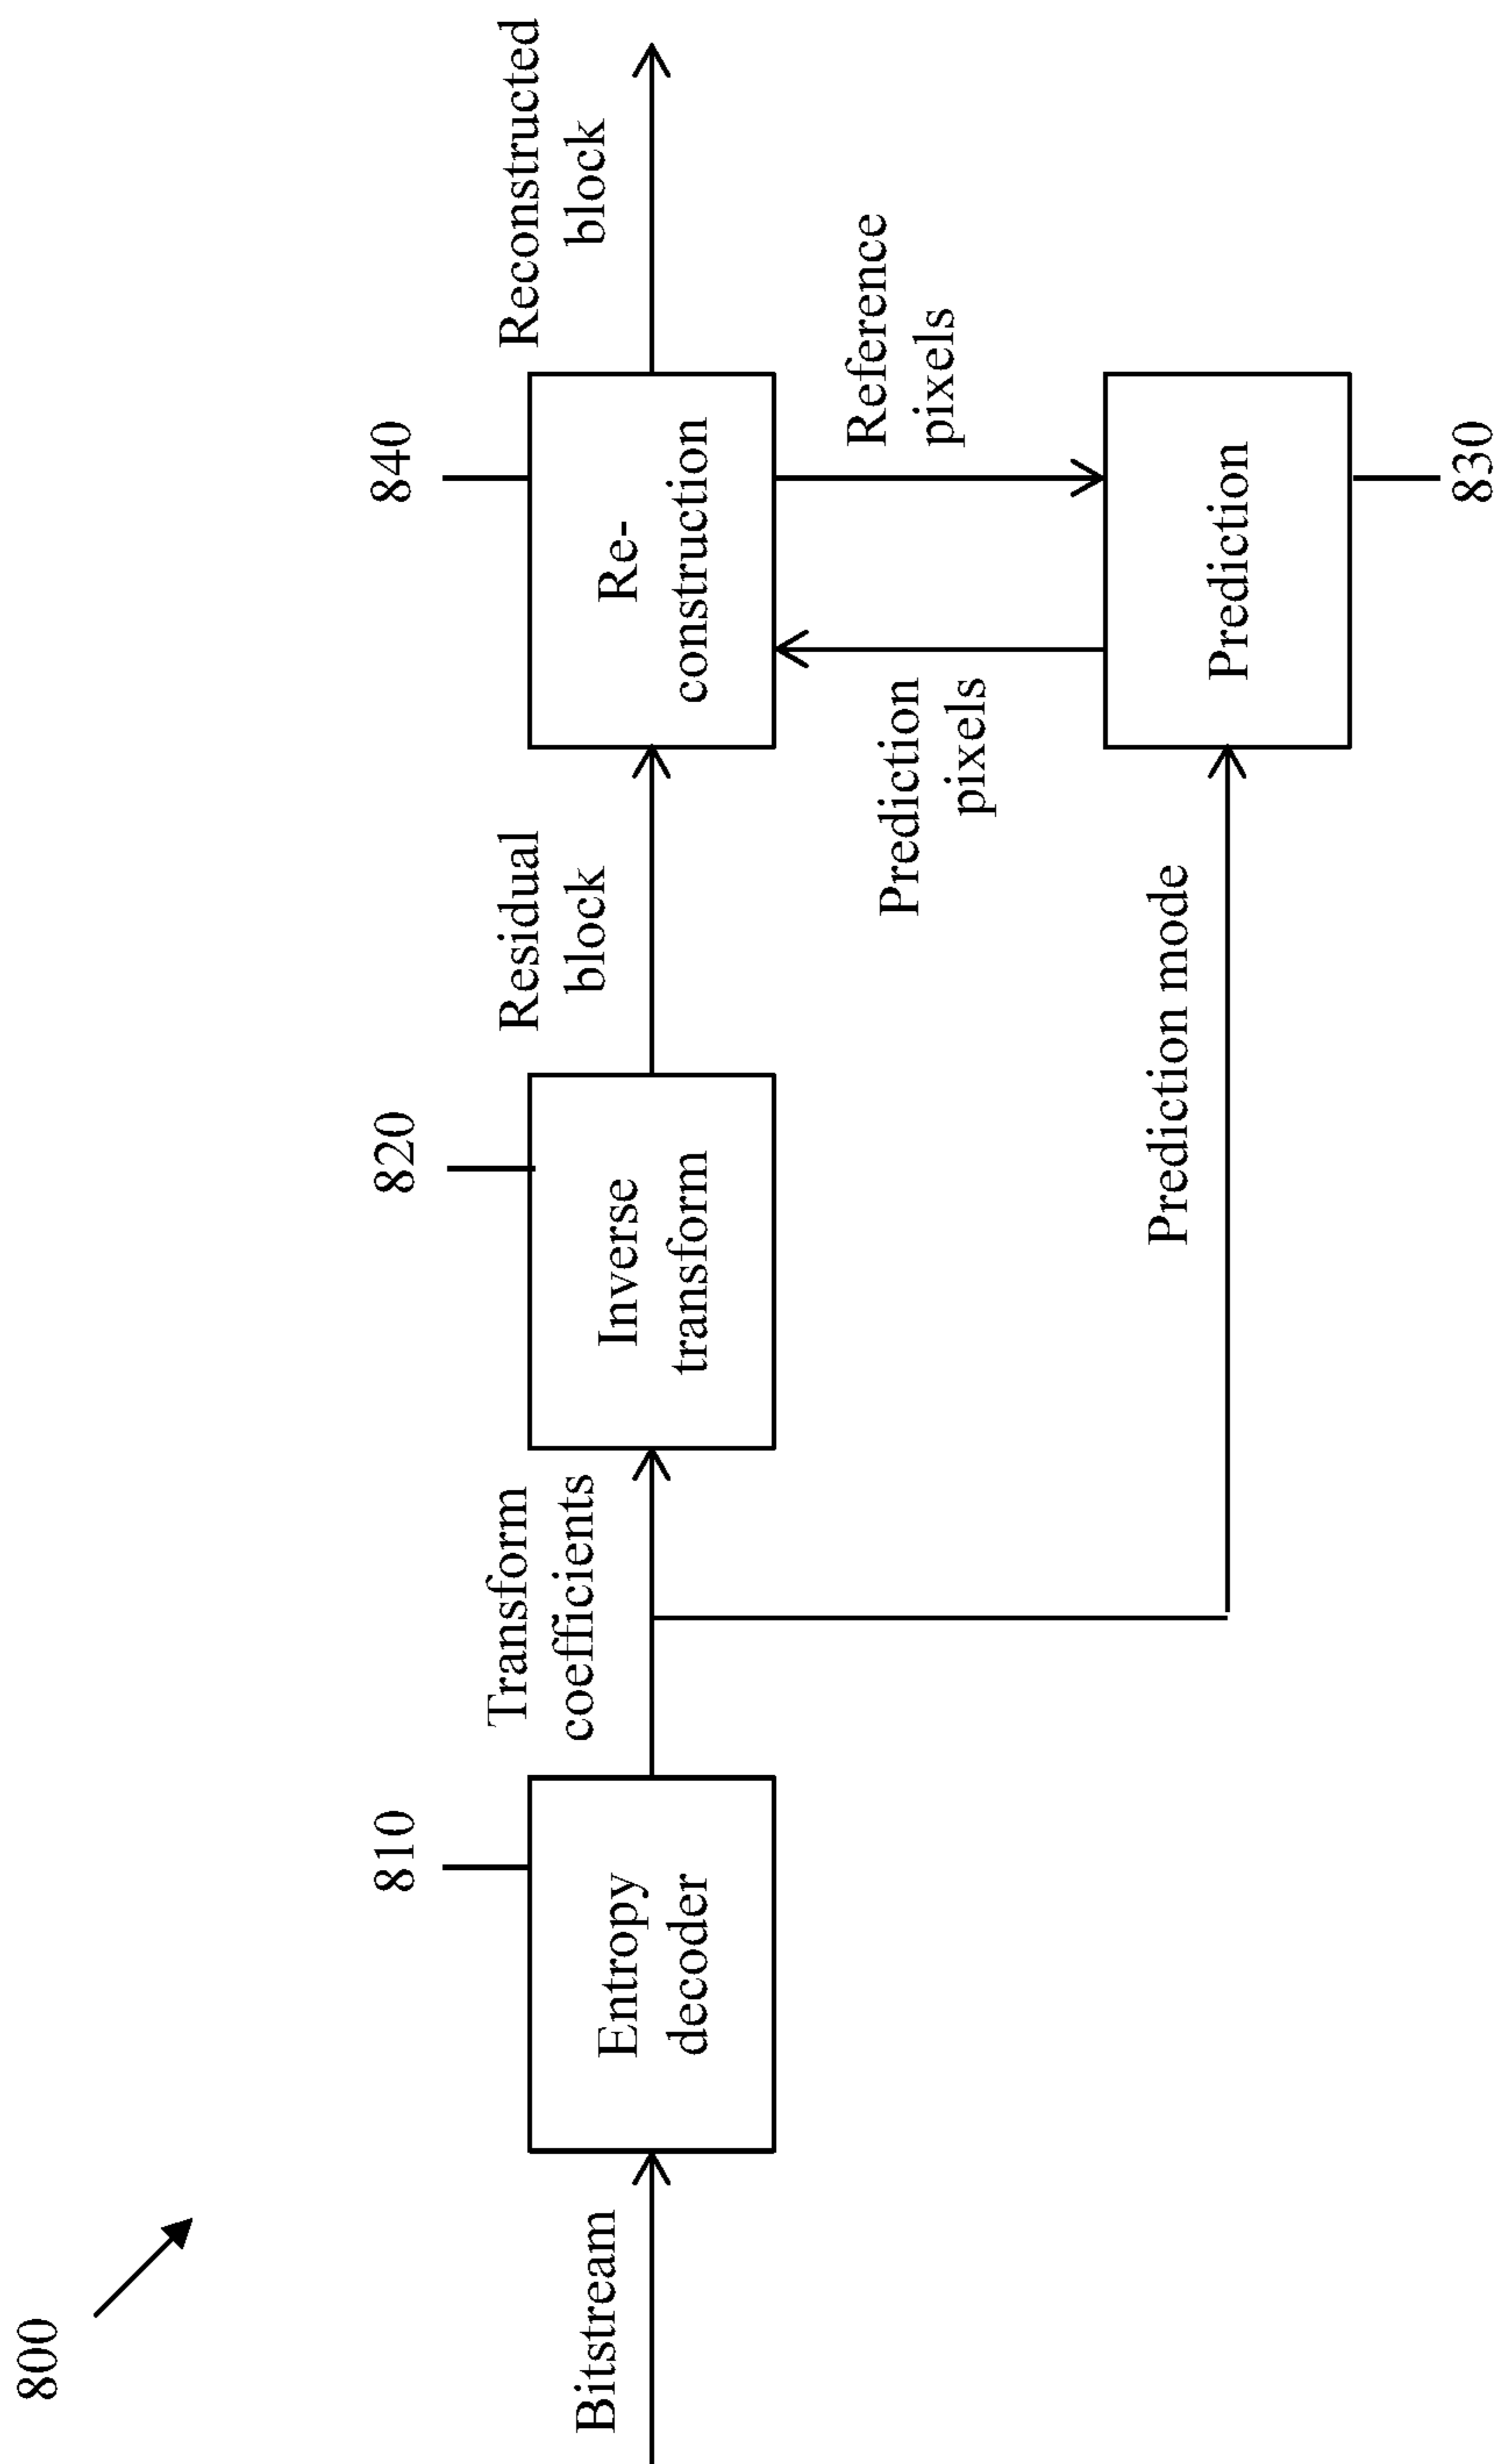 800
Bitstream
810
Entropy
decoder
Transform
coefficients
820
Inverse
transform
Residual
block
840
Re-
construction
Reconstructed
block
Prediction
pixels
Reference
pixels
Prediction mode
Prediction
830